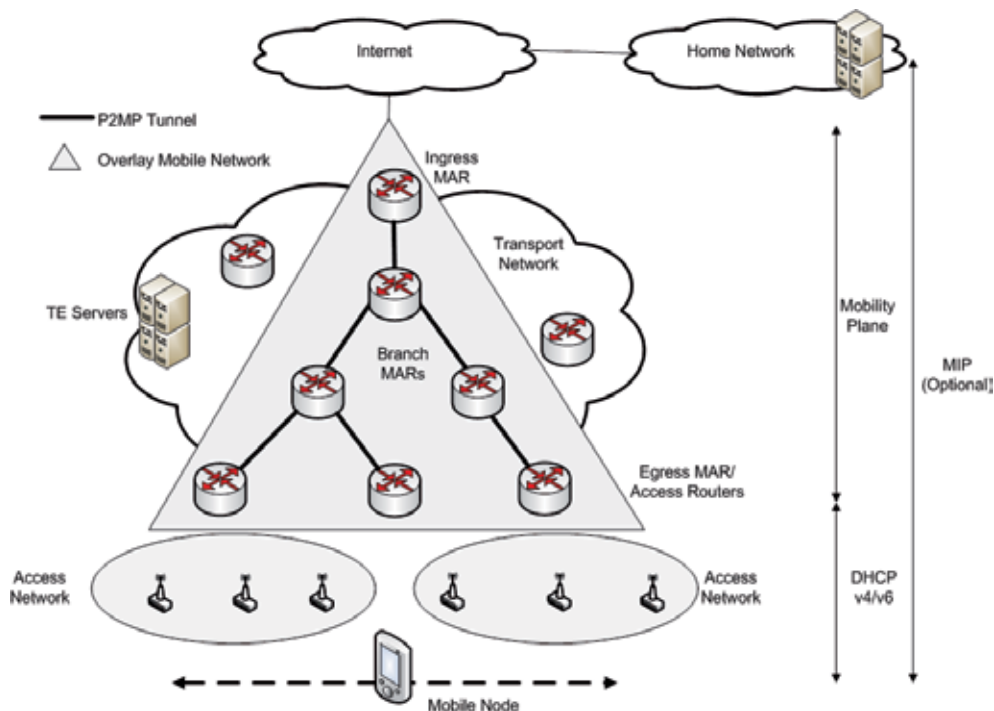 Internet
Home Network
P2MP Tunnel
Overlay Mobile Network
Ingress
MAR
Transport
Network
TE Servers
Mobility
Plane
Branch
MARs
MIP
(Optional)
Egress MAR/
Access Routers
Access
Network
Access
Network
DHCP
v4/v6
Mobile Node